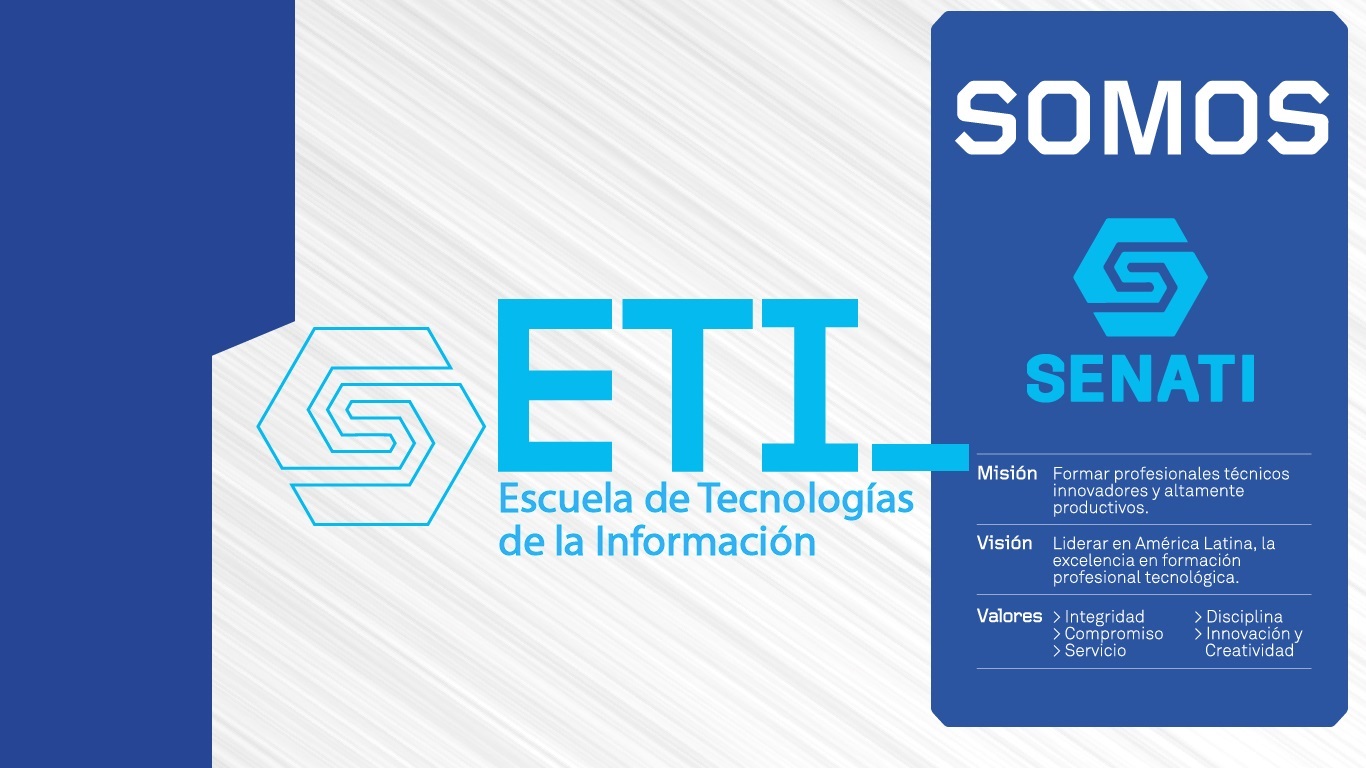 ETI_
Escuela de Tecnologías
de la Información
SOMOS
SENATI
Misión Formar profesionales técnicos
innovadores y altamente
productivos.
Visión Liderar en América Latina, la
excelencia en formación
profesional tecnológica.
Valores > Integridad > Disciplina
> Compromiso > Innovación y
> Servicio Creatividad